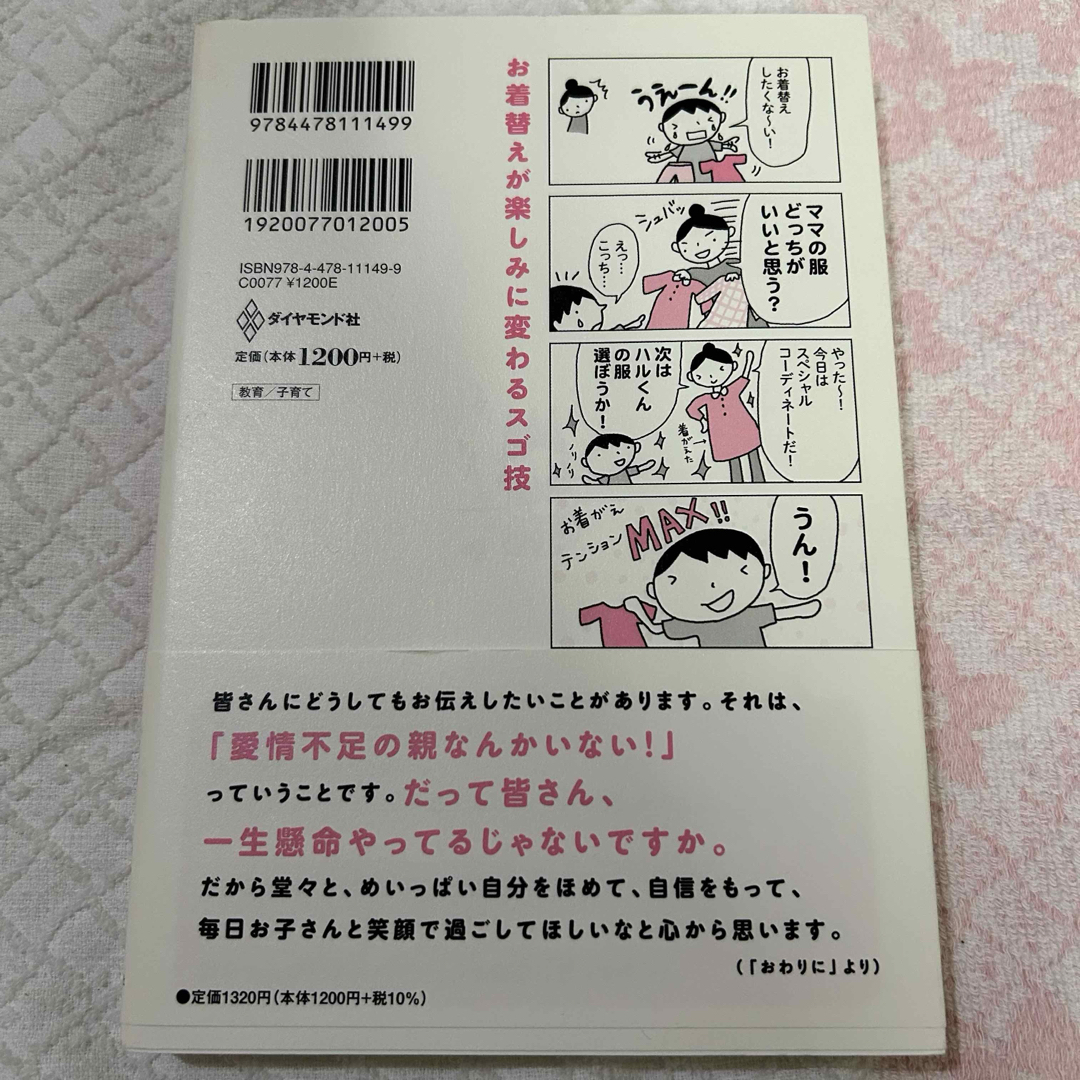 9784478111499
1920077012005
ISBN978-4-478-11149-9
C0077 ¥1200E
ダイヤモンド社
定価(本体1200円+税)
教育/子育て
お着替えが楽しみに変わるスゴ技
お着替え
したくな〜い!
うえーん!!
ママの服
どっちが
いいと思う?
シュバッ
えっ…
こっち…
やった〜!
今日は
スペシャル
コーディネートだ!
着がえた
次は
ハルくん
の服
選ぼうか!
ノリノリ
うん!
お着がえ
テンション
MAX!!
皆さんにどうしてもお伝えしたいことがあります。それは、
「愛情不足の親なんかいない!」
っていうことです。だって皆さん、
一生懸命やってるじゃないですか。
だから堂々と、めいっぱい自分をほめて、自信をもって、
毎日お子さんと笑顔で過ごしてほしいなと心から思います。
(「おわりに」より)
●定価1320円(本体1200円+税10%)